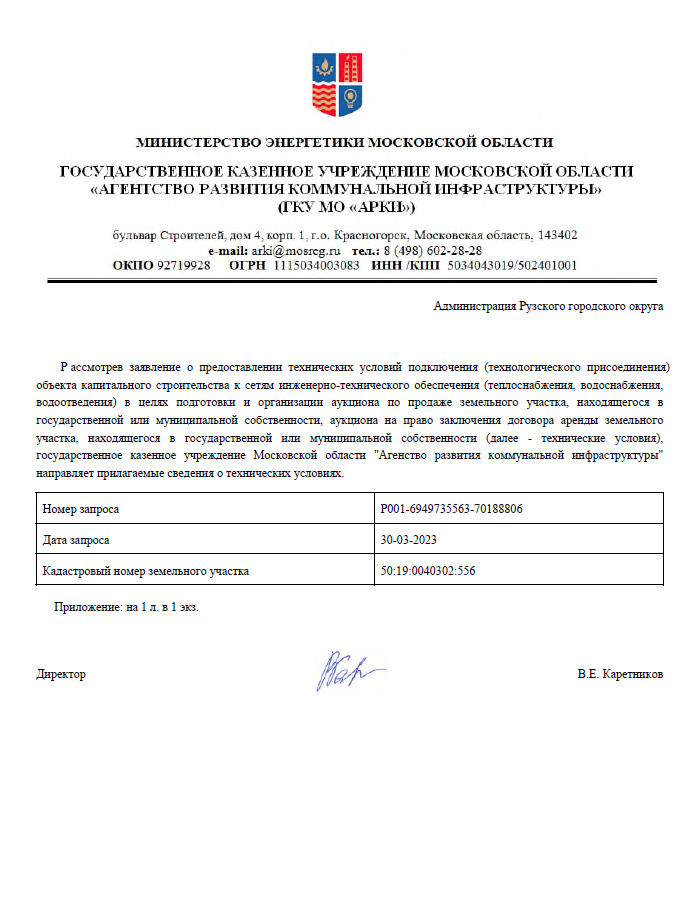 МИНИСТЕРСТВО ЭНЕРГЕТИКИ МОСКОВСКОЙ ОБЛАСТИ
ГОСУДАРСТВЕННОЕ КАЗЕННОЕ УЧРЕЖДЕНИЕ МОСКОВСКОЙ ОБЛАСТИ
«АГЕНТСТВО РАЗВИТИЯ КОММУНАЛЬНОЙ ИНФРАСТРУКТУРЫ»
(ГКУ МО «АРКИ»)
бульвар Строителей, дом 4, корп. 1, г.о. Красногорск, Московская область, 143402
e-mail: arki@mosreg.ru тел.: 8 (498) 602-28-28
ОКПО 92719928 ОГРН 1115034003083 ИНН /КПП 5034043019/502401001
Администрация Рузского городского округа
Р ассмотрев заявление о предоставлении технических условий подключения (технологического присоединения)
объекта капитального строительства к сетям инженерно-технического обеспечения (теплоснабжения, водоснабжения,
водоотведения) в целях подготовки и организации аукциона по продаже земельного участка, находящегося в
государственной или муниципальной собственности, аукциона на право заключения договора аренды земельного
участка, находящегося в государственной или муниципальной собственности (далее - технические условия),
государственное казенное учреждение Московской области "Агенство развития коммунальной инфраструктуры"
направляет прилагаемые сведения о технических условиях.
Номер запроса P001-6949735563-70188806
Дата запроса 30-03-2023
Кадастровый номер земельного участка 50:19:0040302:556
Приложение: на 1 л. в 1 экз.
Директор В.Е. Каретников